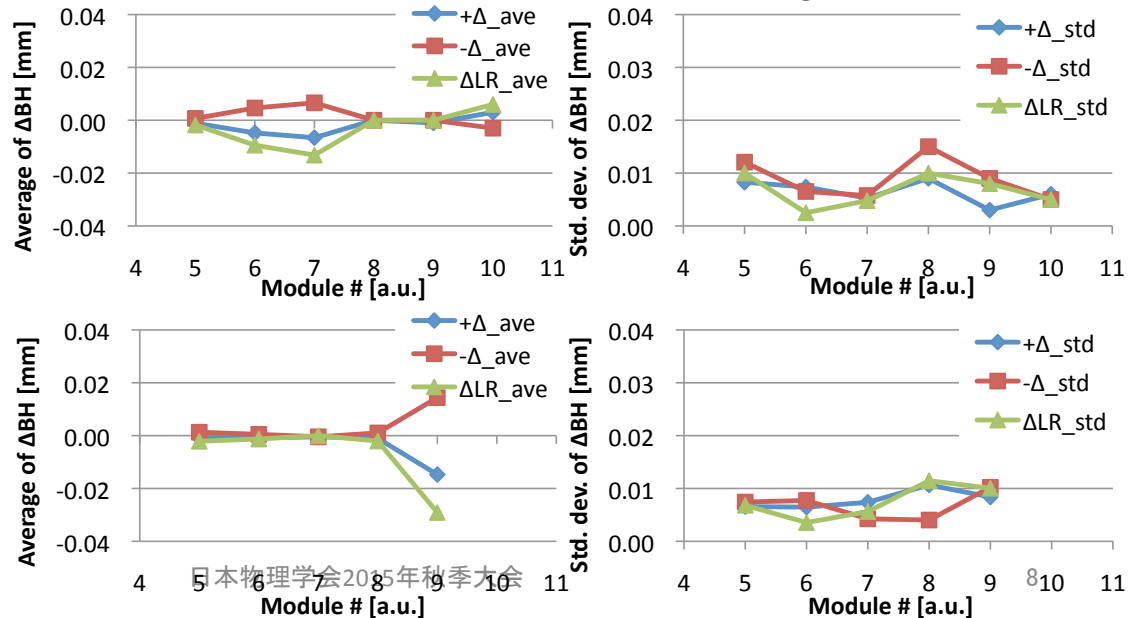 0.04
0.02
0.00
-0.02
-0.04
Average of ΔBH [mm]
+Δ_ave
-Δ_ave
ΔLR_ave
4 5 6 7 8 9 10 11
Module # [a.u.]
0.04
0.03
0.02
0.01
0.00
Std. dev. of ΔBH [mm]
+Δ_std
-Δ_std
ΔLR_std
4 5 6 7 8 9 10 11
Module # [a.u.]
0.04
0.02
0.00
-0.02
-0.04
Average of ΔBH [mm]
+Δ_ave
-Δ_ave
ΔLR_ave
4 5 6 7 8 9 10 11
Module # [a.u.]
0.04
0.03
0.02
0.01
0.00
Std. dev. of ΔBH [mm]
+Δ_std
-Δ_std
ΔLR_std
4 5 6 7 8 9 10 11
Module # [a.u.]
日本物理学会2015年秋季大会
8